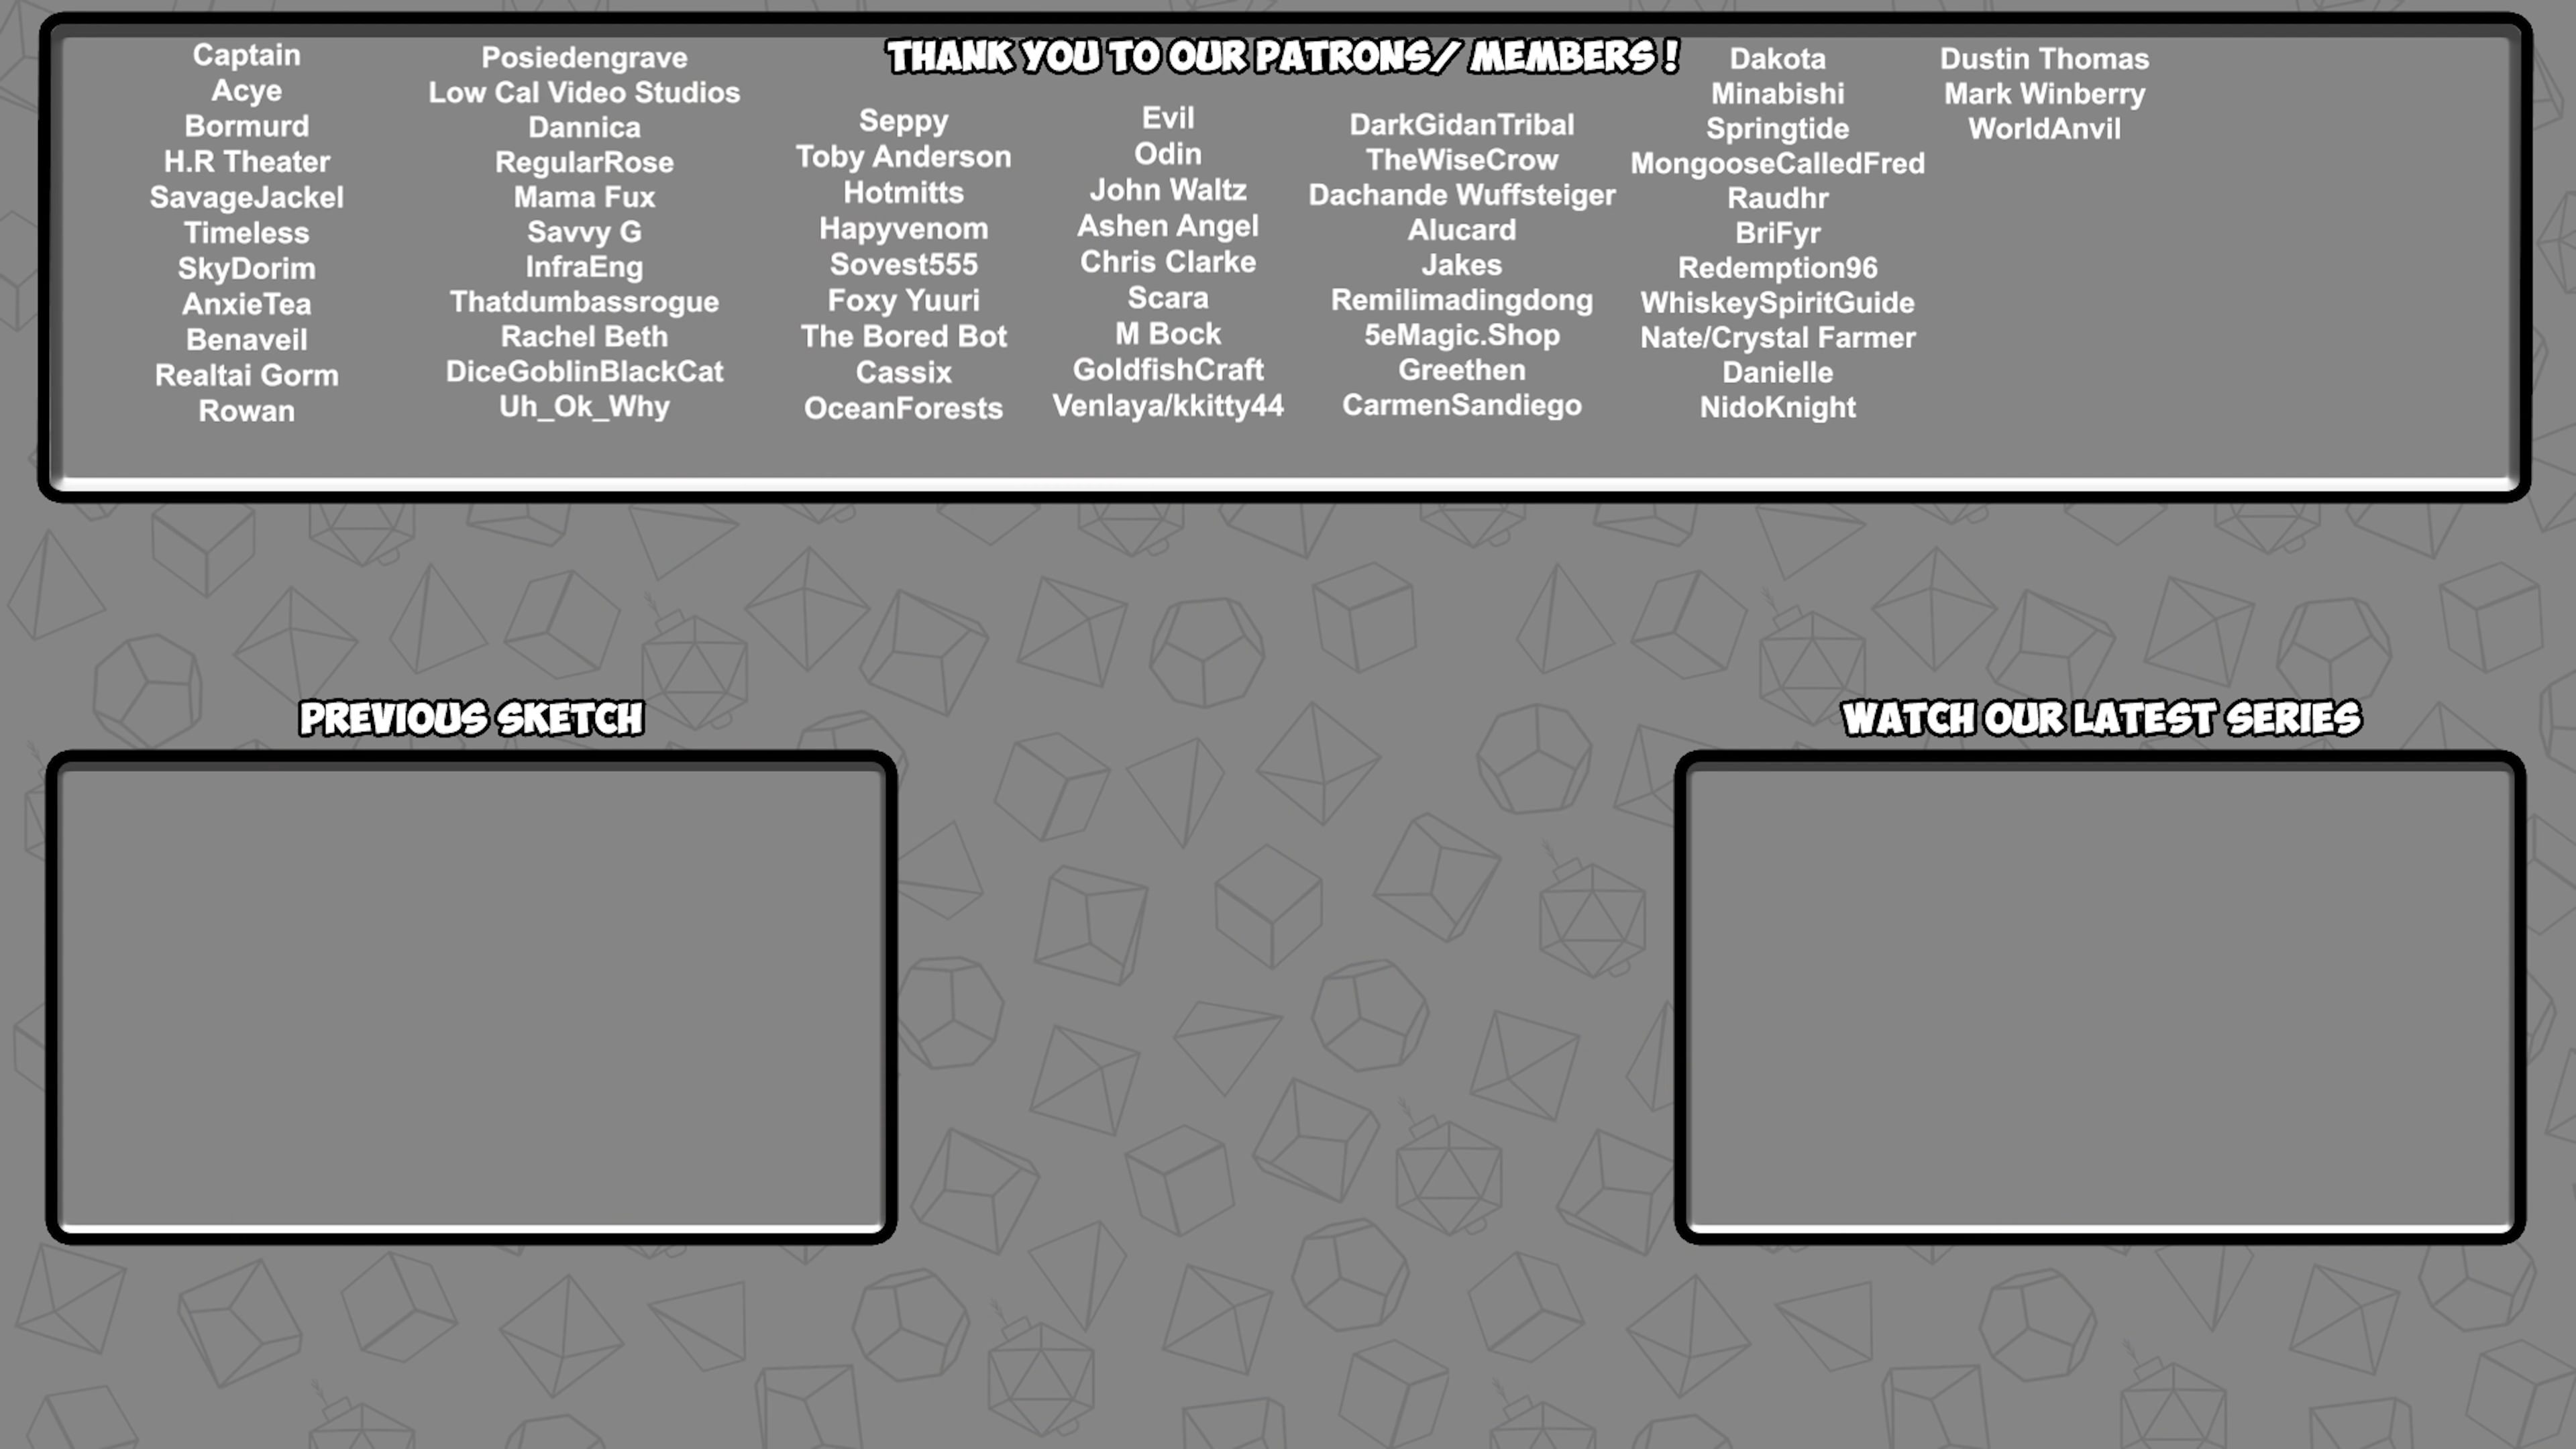 THANK YOU TO OUR PATRONS/ MEMBERS!
Captain
Acye
Bormurd
H.R Theater
SavageJackel
Timeless
SkyDorim
AnxieTea
Benaveil
Realtai Gorm
Rowan
Posiedengrave
Low Cal Video Studios
Dannica
RegularRose
Mama Fux
Savvy G
InfraEng
Thatdumbassrogue
Rachel Beth
DiceGoblinBlackCat
Uh_Ok_Why
Seppy
Toby Anderson
Hotmitts
Hapyvenom
Sovest555
Foxy Yuuri
The Bored Bot
Cassix
OceanForests
Evil
Odin
John Waltz
Ashen Angel
Chris Clarke
Scara
M Bock
GoldfishCraft
Venlaya/kkitty44
DarkGidanTribal
TheWiseCrow
Dachande Wuffsteiger
Alucard
Jakes
Remilimadingdong
5eMagic.Shop
Greethen
CarmenSandiego
Dakota
Minabishi
Springtide
MongooseCalledFred
Raudhr
BriFyr
Redemption96
WhiskeySpiritGuide
Nate/Crystal Farmer
Danielle
NidoKnight
Dustin Thomas
Mark Winberry
WorldAnvil
PREVIOUS SKETCH
WATCH OUR LATEST SERIES